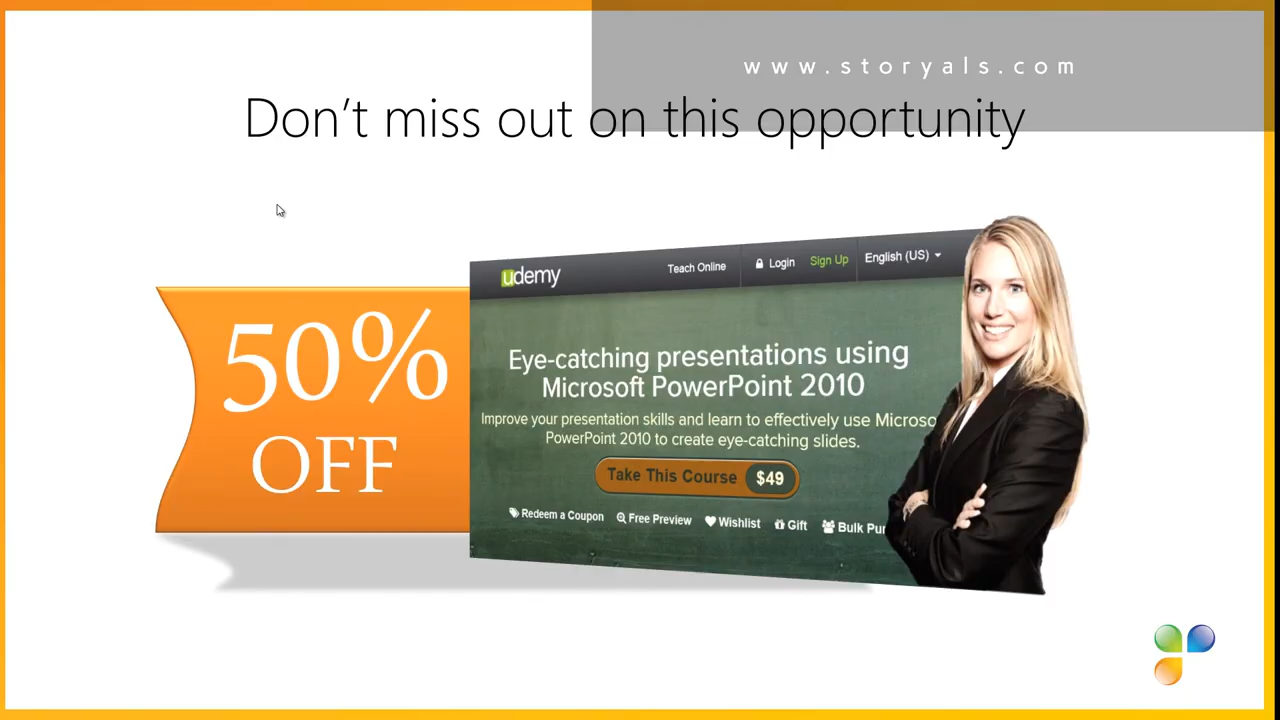 www.storyals.com
Don't miss out on this opportunity
50%
OFF
udemy
Teach Online
Login
Sign Up
English (US)
Eye-catching presentations using
Microsoft PowerPoint 2010
Improve your presentation skills and learn to effectively use Microso
PowerPoint 2010 to create eye-catching slides.
Take This Course $49
Redeem a Coupon Free Preview Wishlist Gift Bulk Pur